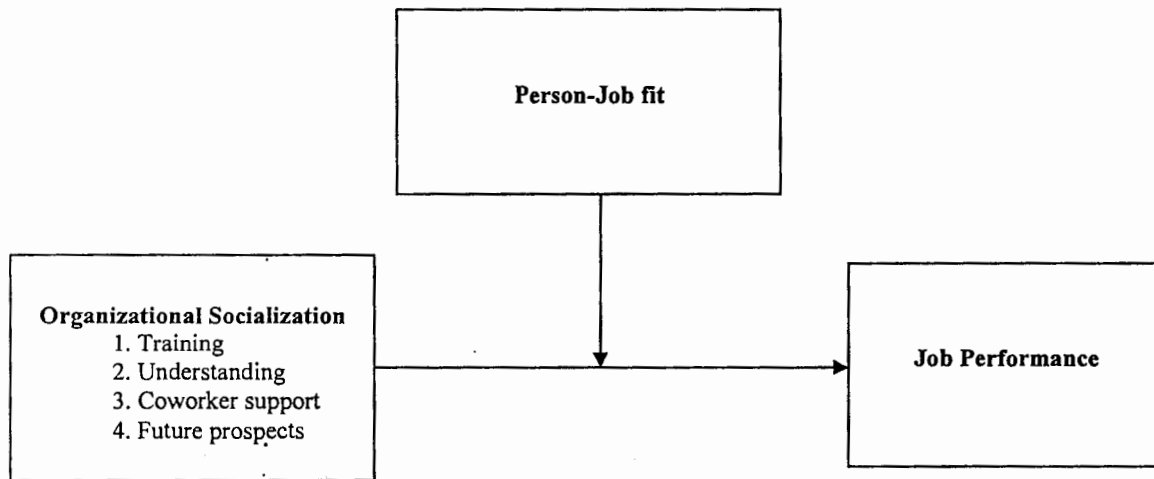 Person-Job fit
Organizational Socialization
1. Training
2. Understanding
3. Coworker support
4. Future prospects
Job Performance